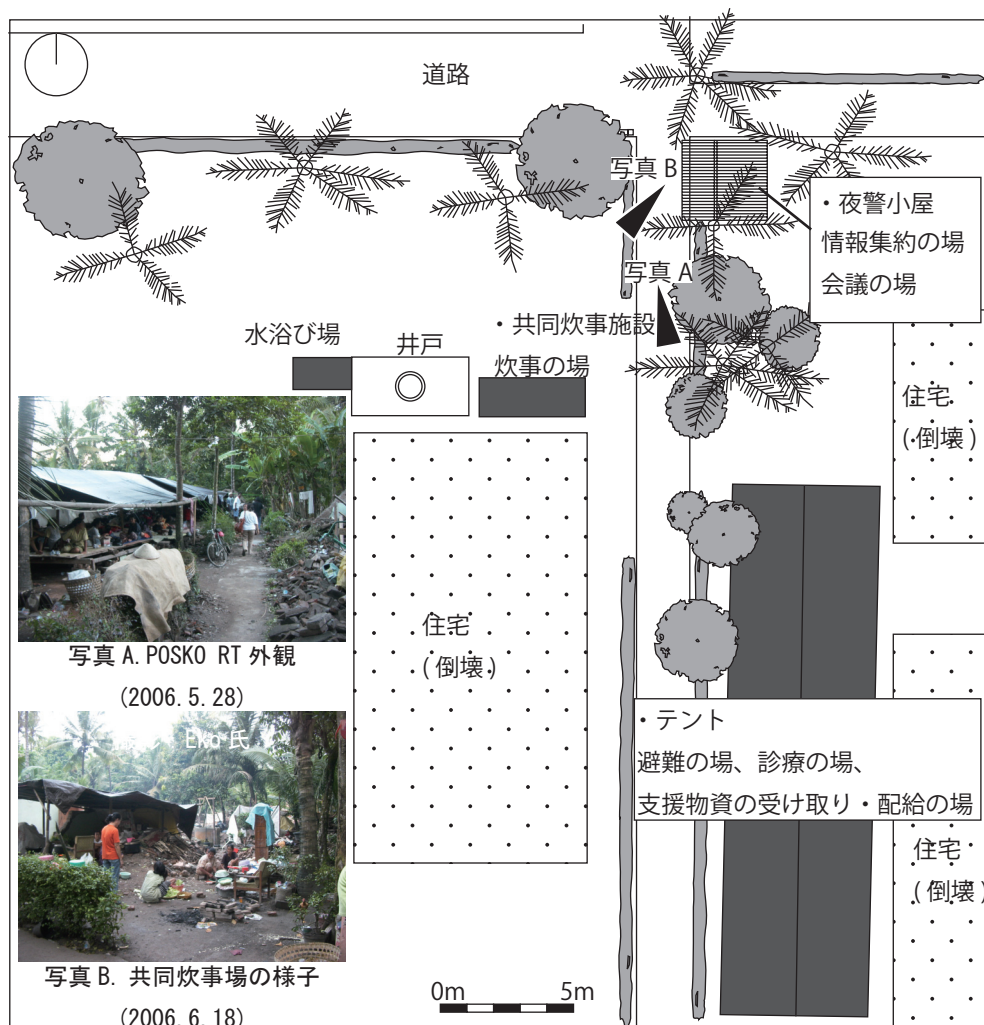 道路
写真 B
・夜警小屋
情報集約の場
会議の場
写真 A
・共同炊事施設
炊事の場
水浴び場
井戸
住宅
(倒壊)
写真 A. POSKO RT 外観
(2006.5.28)
住宅
(倒壊)
Eko 氏
・テント
避難の場、診療の場、
支援物資の受け取り・配給の場
住宅
(倒壊)
写真 B. 共同炊事場の様子
(2006.6.18)
0m 5m